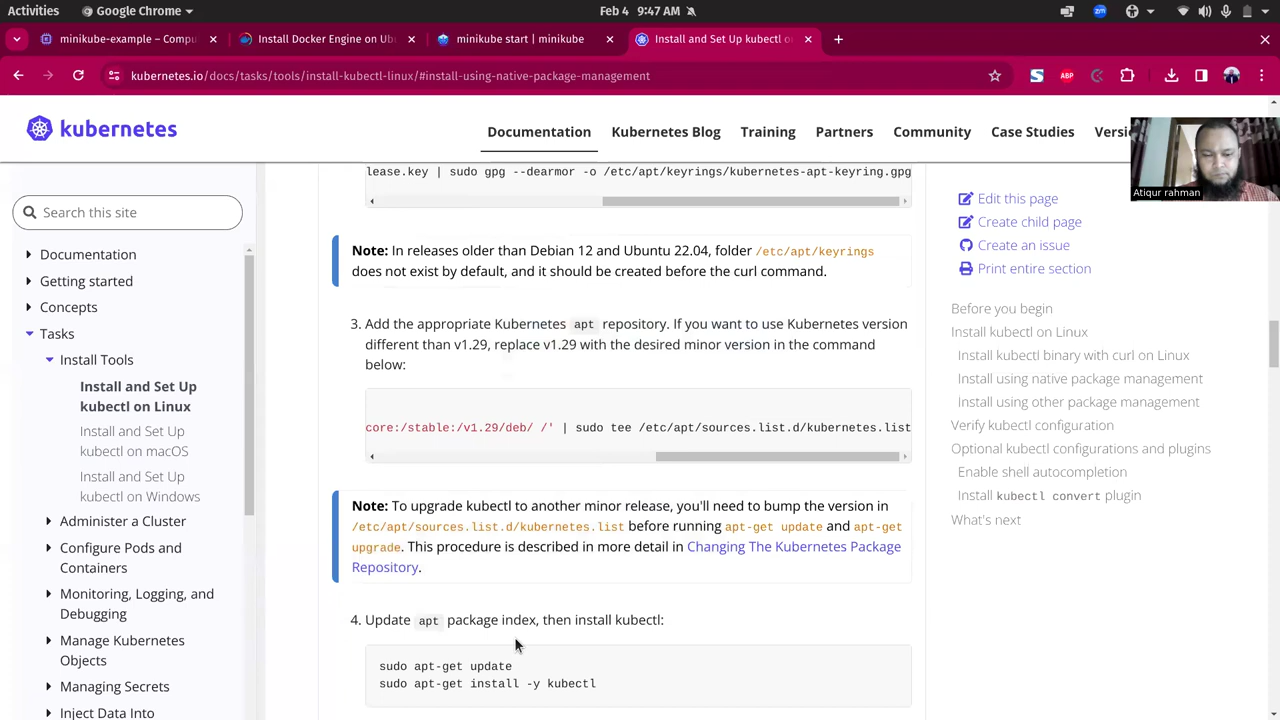 Activities
Google Chrome
Feb 4 9:47 AM
minikube-example – Compu
Install Docker Engine on Ub
minikube start | minikube
Install and Set Up kubectl o
kubernetes.io/docs/tasks/tools/install-kubectl-linux/#install-using-native-package-management
ABP
kubernetes
Documentation
Kubernetes Blog
Training
Partners
Community
Case Studies
Versi
Atiqur rahman
Search this site
Documentation
Getting started
Concepts
Tasks
Install Tools
Install and Set Up
kubectl on Linux
Install and Set Up
kubectl on macOS
Install and Set Up
kubectl on Windows
Administer a Cluster
Configure Pods and
Containers
Monitoring, Logging, and
Debugging
Manage Kubernetes
Objects
Managing Secrets
Inject Data Into
lease.key | sudo gpg --dearmor -o /etc/apt/keyrings/kubernetes-apt-keyring.gpg
Note: In releases older than Debian 12 and Ubuntu 22.04, folder /etc/apt/keyrings
does not exist by default, and it should be created before the curl command.
3. Add the appropriate Kubernetes apt repository. If you want to use Kubernetes version
different than v1.29, replace v1.29 with the desired minor version in the command
below:
core:/stable:/v1.29/deb/ /' | sudo tee /etc/apt/sources.list.d/kubernetes.list
Note: To upgrade kubectl to another minor release, you'll need to bump the version in
/etc/apt/sources.list.d/kubernetes.list before running apt-get update and apt-get
upgrade. This procedure is described in more detail in Changing The Kubernetes Package
Repository.
4. Update apt package index, then install kubectl:
sudo apt-get update
sudo apt-get install -y kubectl
Edit this page
Create child page
Create an issue
Print entire section
Before you begin
Install kubectl on Linux
Install kubectl binary with curl on Linux
Install using native package management
Install using other package management
Verify kubectl configuration
Optional kubectl configurations and plugins
Enable shell autocompletion
Install kubectl convert plugin
What's next